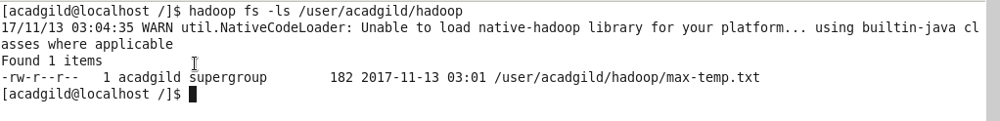 [acadgild@localhost /]$ hadoop fs -ls /user/acadgild/hadoop
17/11/13 03:04:35 WARN util.NativeCodeLoader: Unable to load native-hadoop library for your platform... using builtin-java cl
asses where applicable
Found 1 items
-rw-r--r--   1 acadgild supergroup        182 2017-11-13 03:01 /user/acadgild/hadoop/max-temp.txt
[acadgild@localhost /]$